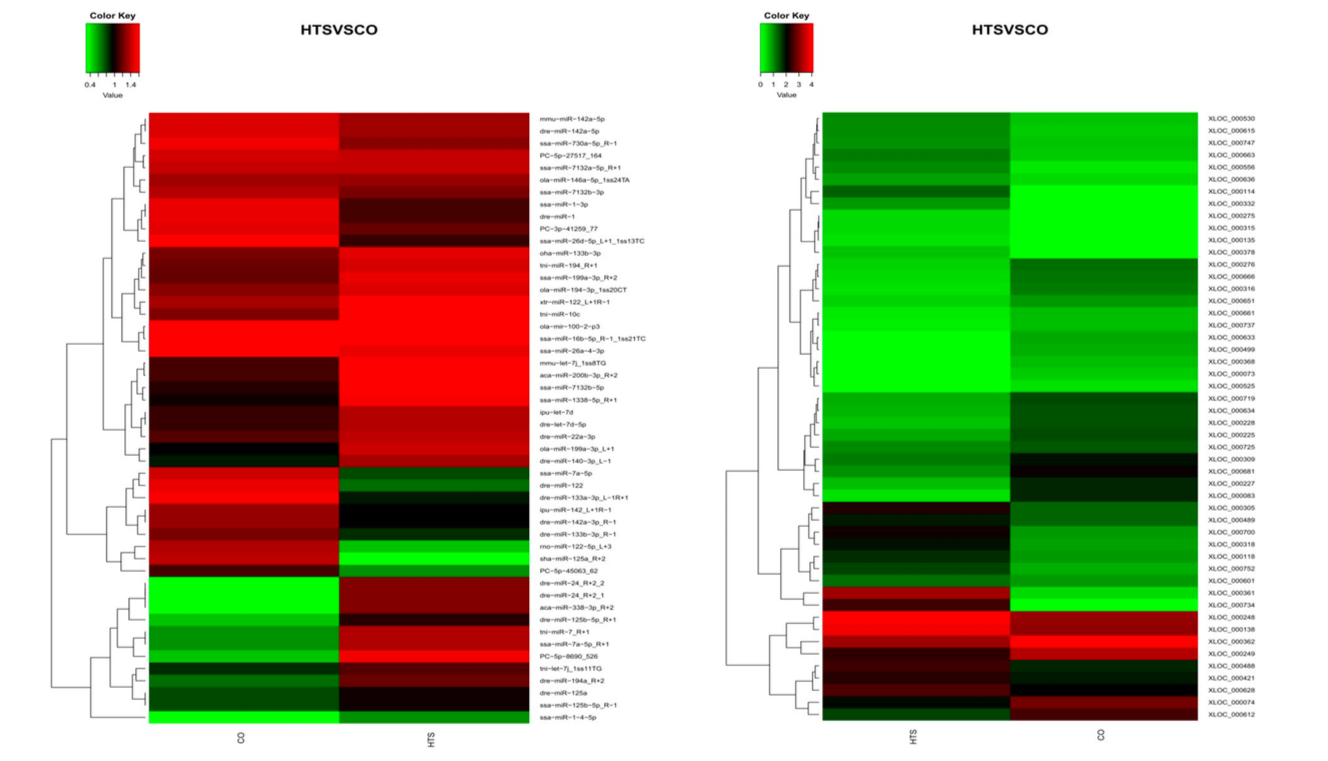 Color Key
HTSVSCO
0.4 1 1.4
Value
mmu-miR-142a-5p
dre-miR-142a-5p
ssa-miR-730a-5p_R-1
PC-5p-27517_164
ssa-miR-7132a-5p_R+1
ola-miR-146a-5p_1ss24TA
ssa-miR-7132b-3p
ssa-miR-1-3p
dre-miR-1
PC-3p-41259_77
ssa-miR-26d-5p_L+1_1ss13TC
oha-miR-133b-3p
tni-miR-194_R+1
ssa-miR-199a-3p_R+2
ola-miR-194-3p_1ss20CT
xtr-miR-122_L+1R-1
tni-miR-10c
ola-mir-100-2-p3
ssa-miR-16b-5p_R-1_1ss21TC
ssa-miR-26a-4-3p
mmu-let-7j_1ss8TG
aca-miR-200b-3p_R+2
ssa-miR-7132b-5p
ssa-miR-1338-5p_R+1
ipu-let-7d
dre-let-7d-5p
dre-miR-22a-3p
ola-miR-199a-3p_L+1
dre-miR-140-3p_L-1
ssa-miR-7a-5p
dre-miR-122
dre-miR-133a-3p_L-1R+1
ipu-miR-142_L+1R-1
dre-miR-142a-3p_R-1
dre-miR-133b-3p_R-1
rno-miR-122-5p_L+3
sha-miR-125a_R+2
PC-5p-45063_62
dre-miR-24_R+2_2
dre-miR-24_R+2_1
aca-miR-338-3p_R+2
dre-miR-125b-5p_R+1
tni-miR-7_R+1
ssa-miR-7a-5p_R+1
PC-5p-8690_526
tni-let-7j_1ss11TG
dre-miR-194a_R+2
dre-miR-125a
ssa-miR-125b-5p_R-1
ssa-miR-1-4-5p
CO HTS
Color Key
HTSVSCO
0 1 2 3 4
Value
XLOC_000530
XLOC_000615
XLOC_000747
XLOC_000663
XLOC_000556
XLOC_000636
XLOC_000114
XLOC_000332
XLOC_000275
XLOC_000315
XLOC_000135
XLOC_000378
XLOC_000276
XLOC_000666
XLOC_000316
XLOC_000651
XLOC_000661
XLOC_000737
XLOC_000633
XLOC_000499
XLOC_000368
XLOC_000073
XLOC_000525
XLOC_000719
XLOC_000634
XLOC_000228
XLOC_000225
XLOC_000725
XLOC_000309
XLOC_000681
XLOC_000227
XLOC_000083
XLOC_000305
XLOC_000489
XLOC_000700
XLOC_000318
XLOC_000118
XLOC_000752
XLOC_000601
XLOC_000361
XLOC_000734
XLOC_000248
XLOC_000138
XLOC_000362
XLOC_000249
XLOC_000488
XLOC_000421
XLOC_000628
XLOC_000074
XLOC_000612
HTS CO